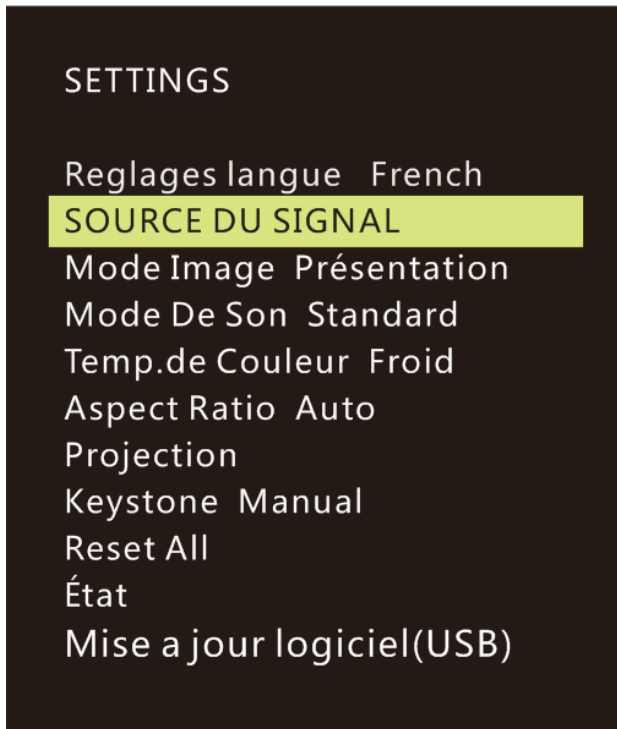 SETTINGS
Reglages langue French
SOURCE DU SIGNAL
Mode Image Présentation
Mode De Son Standard
Temp.de Couleur Froid
Aspect Ratio Auto
Projection
Keystone Manual
Reset All
État
Mise a jour logiciel(USB)